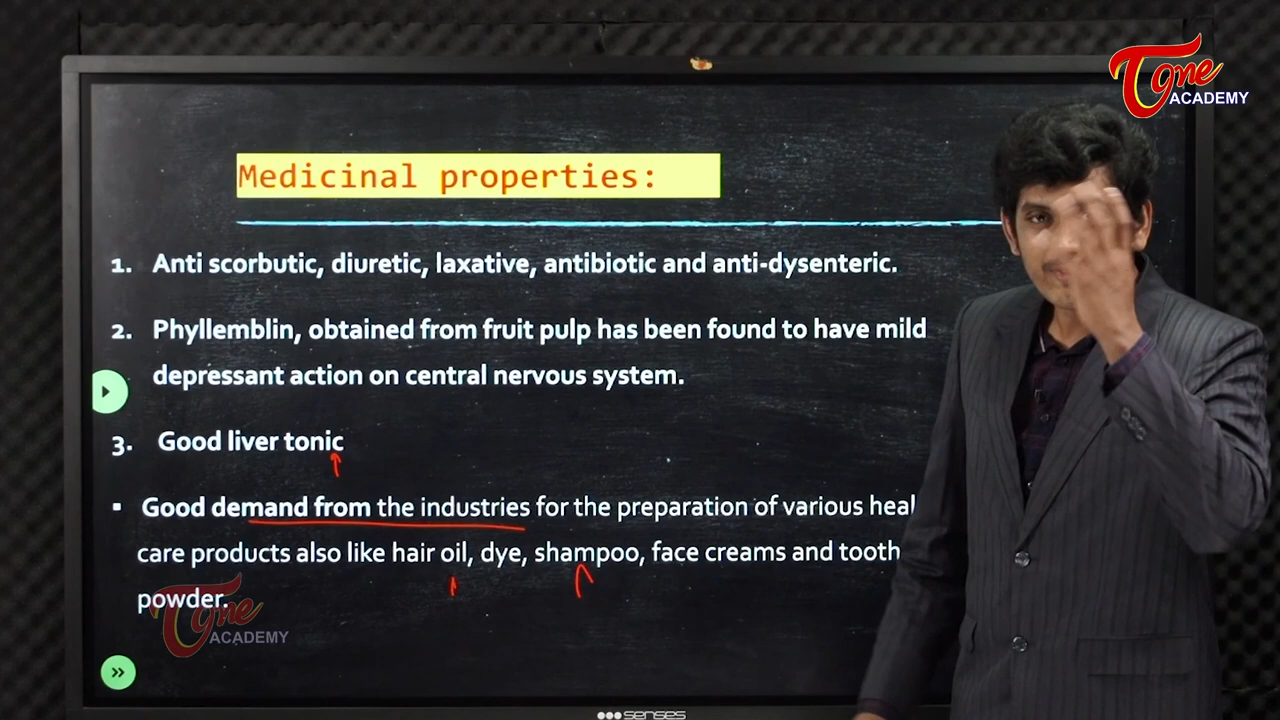 Tone
ACADEMY
Medicinal properties:
1. Anti scorbutic, diuretic, laxative, antibiotic and anti-dysenteric.
2. Phyllemblin, obtained from fruit pulp has been found to have mild
depressant action on central nervous system.
3. Good liver tonic
▪ Good demand from the industries for the preparation of various heal
care products also like hair oil, dye, shampoo, face creams and tooth
powder.
Tone
ACADEMY
senses